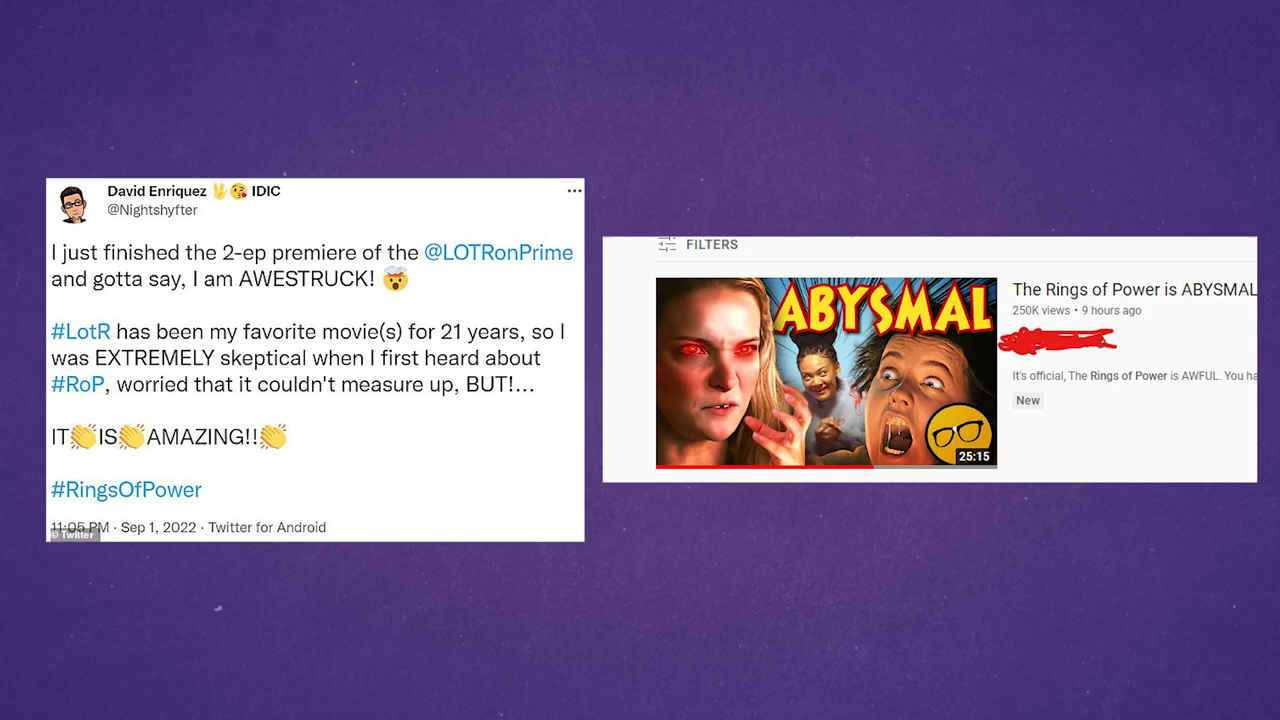 David Enriquez 🖖😘 IDIC
@Nightshyfter
I just finished the 2-ep premiere of the @LOTRonPrime
and gotta say, I am AWESTRUCK! 🤯
#LotR has been my favorite movie(s) for 21 years, so I
was EXTREMELY skeptical when I first heard about
#RoP, worried that it couldn't measure up, BUT!...
IT👏IS👏AMAZING!!👏
#RingsOfPower
11:05 PM · Sep 1, 2022 · Twitter for Android
© Twitter
FILTERS
ABYSMAL
25:15
The Rings of Power is ABYSMAL
250K views • 9 hours ago
It's official, The Rings of Power is AWFUL. You ha
New